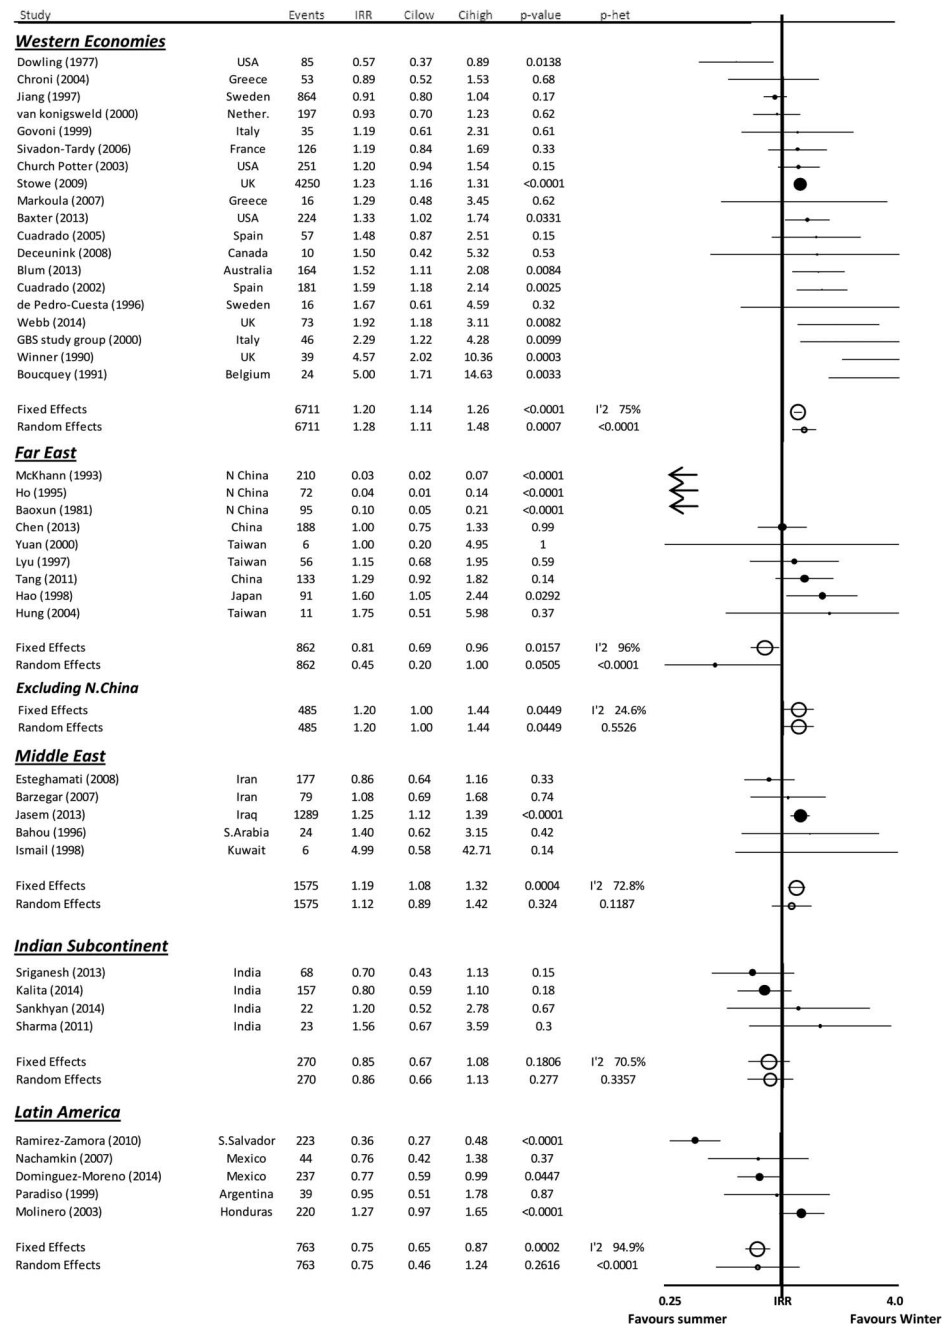 Study Events IRR Cilow Cihigh p-value p-het
Western Economies
Dowling (1977) USA 85 0.57 0.37 0.89 0.0138
Chroni (2004) Greece 53 0.89 0.52 1.53 0.68
Jiang (1997) Sweden 864 0.91 0.80 1.04 0.17
van konigsweld (2000) Nether. 197 0.93 0.70 1.23 0.62
Govoni (1999) Italy 35 1.19 0.61 2.31 0.61
Sivadon-Tardy (2006) France 126 1.19 0.84 1.69 0.33
Church Potter (2003) USA 251 1.20 0.94 1.54 0.15
Stowe (2009) UK 4250 1.23 1.16 1.31 <0.0001
Markoula (2007) Greece 16 1.29 0.48 3.45 0.62
Baxter (2013) USA 224 1.33 1.02 1.74 0.0331
Cuadrado (2005) Spain 57 1.48 0.87 2.51 0.15
Deceunink (2008) Canada 10 1.50 0.42 5.32 0.53
Blum (2013) Australia 164 1.52 1.11 2.08 0.0084
Cuadrado (2002) Spain 181 1.59 1.18 2.14 0.0025
de Pedro-Cuesta (1996) Sweden 16 1.67 0.61 4.59 0.32
Webb (2014) UK 73 1.92 1.18 3.11 0.0082
GBS study group (2000) Italy 46 2.29 1.22 4.28 0.0099
Winner (1990) UK 39 4.57 2.02 10.36 0.0003
Boucquey (1991) Belgium 24 5.00 1.71 14.63 0.0033
Fixed Effects 6711 1.20 1.14 1.26 <0.0001 I'2 75%
Random Effects 6711 1.28 1.11 1.48 0.0007 <0.0001
Far East
McKhann (1993) N China 210 0.03 0.02 0.07 <0.0001
Ho (1995) N China 72 0.04 0.01 0.14 <0.0001
Baoxun (1981) N China 95 0.10 0.05 0.21 <0.0001
Chen (2013) China 188 1.00 0.75 1.33 0.99
Yuan (2000) Taiwan 6 1.00 0.20 4.95 1
Lyu (1997) Taiwan 56 1.15 0.68 1.95 0.59
Tang (2011) China 133 1.29 0.92 1.82 0.14
Hao (1998) Japan 91 1.60 1.05 2.44 0.0292
Hung (2004) Taiwan 11 1.75 0.51 5.98 0.37
Fixed Effects 862 0.81 0.69 0.96 0.0157 I'2 96%
Random Effects 862 0.45 0.20 1.00 0.0505 <0.0001
Excluding N.China
Fixed Effects 485 1.20 1.00 1.44 0.0449 I'2 24.6%
Random Effects 485 1.20 1.00 1.44 0.0449 0.5526
Middle East
Esteghamati (2008) Iran 177 0.86 0.64 1.16 0.33
Barzegar (2007) Iran 79 1.08 0.69 1.68 0.74
Jasem (2013) Iraq 1289 1.25 1.12 1.39 <0.0001
Bahou (1996) S.Arabia 24 1.40 0.62 3.15 0.42
Ismail (1998) Kuwait 6 4.99 0.58 42.71 0.14
Fixed Effects 1575 1.19 1.08 1.32 0.0004 I'2 72.8%
Random Effects 1575 1.12 0.89 1.42 0.324 0.1187
Indian Subcontinent
Sriganesh (2013) India 68 0.70 0.43 1.13 0.15
Kalita (2014) India 157 0.80 0.59 1.10 0.18
Sankhyan (2014) India 22 1.20 0.52 2.78 0.67
Sharma (2011) India 23 1.56 0.67 3.59 0.3
Fixed Effects 270 0.85 0.67 1.08 0.1806 I'2 70.5%
Random Effects 270 0.86 0.66 1.13 0.277 0.3357
Latin America
Ramirez-Zamora (2010) S.Salvador 223 0.36 0.27 0.48 <0.0001
Nachamkin (2007) Mexico 44 0.76 0.42 1.38 0.37
Dominguez-Moreno (2014) Mexico 237 0.77 0.59 0.99 0.0447
Paradiso (1999) Argentina 39 0.95 0.51 1.78 0.87
Molinero (2003) Honduras 220 1.27 0.97 1.65 <0.0001
Fixed Effects 763 0.75 0.65 0.87 0.0002 I'2 94.9%
Random Effects 763 0.75 0.46 1.24 0.2616 <0.0001
0.25 IRR 4.0
Favours summer Favours Winter